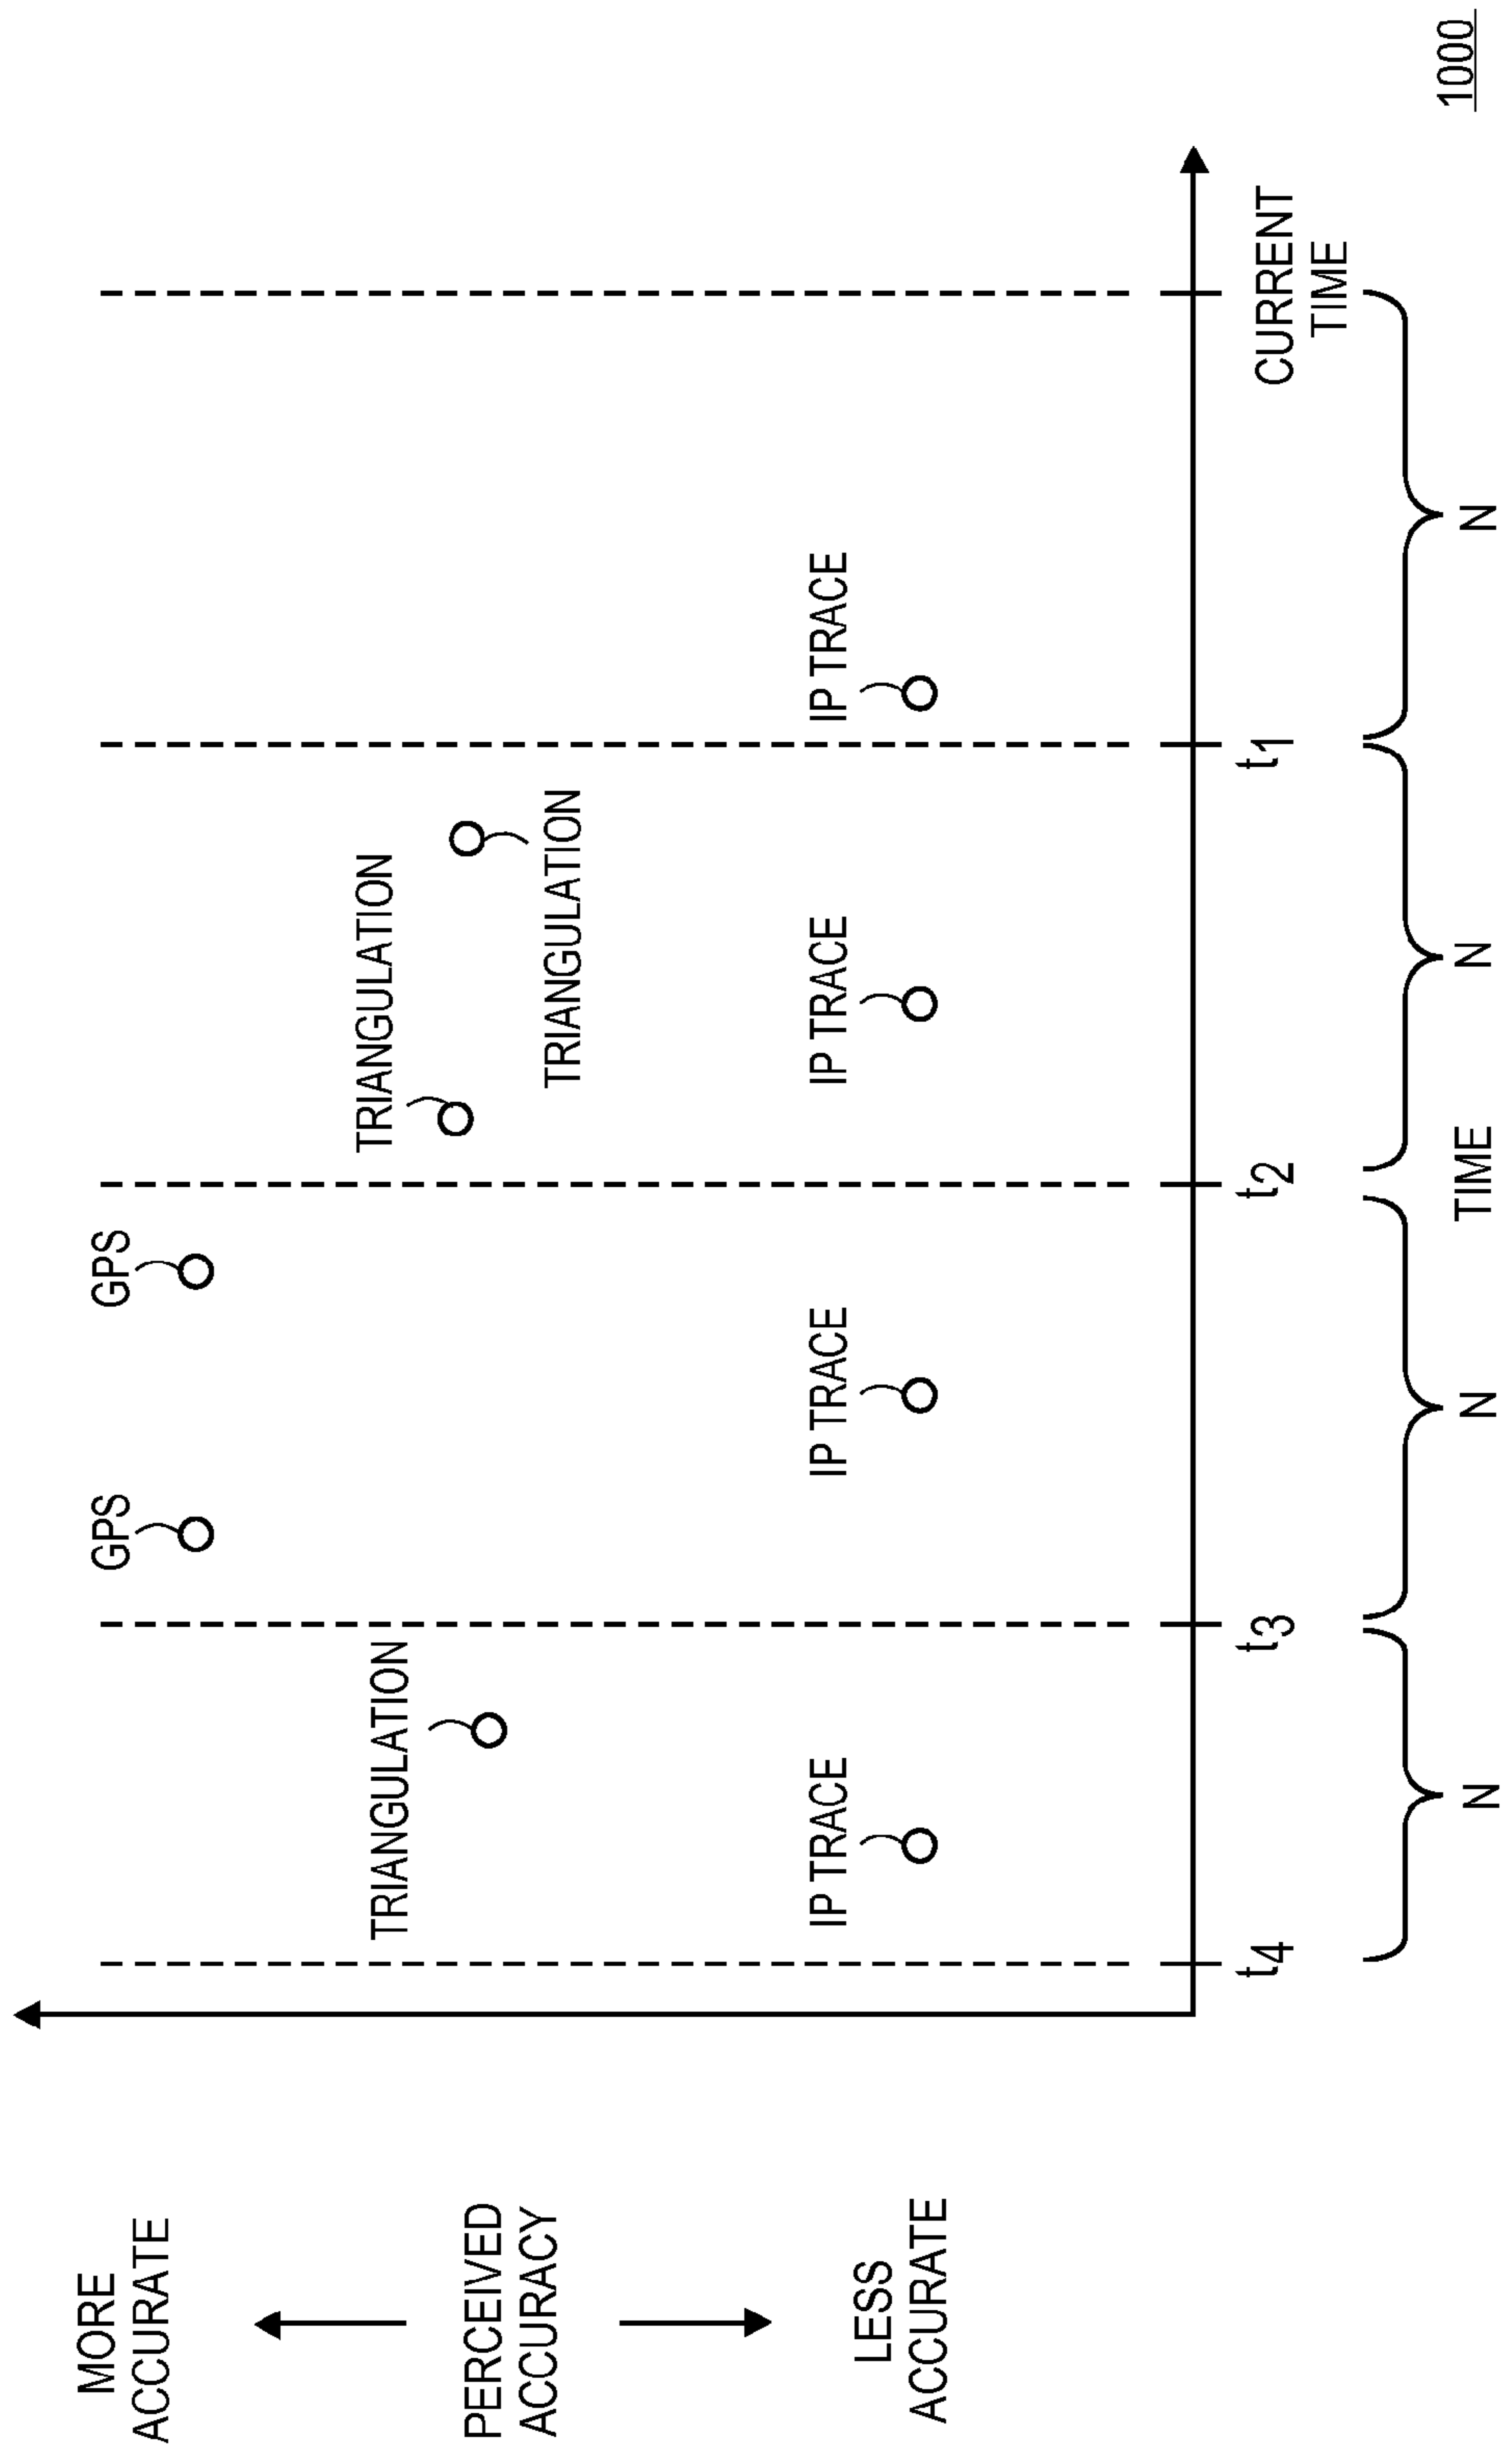 MORE
ACCURATE
PERCEIVED
ACCURACY
LESS
ACCURATE
GPS
GPS
TRIANGULATION
TRIANGULATION
TRIANGULATION
IP TRACE
IP TRACE
IP TRACE
IP TRACE
t4
t3
t2
t1
CURRENT
TIME
N
N
TIME
N
N
1000